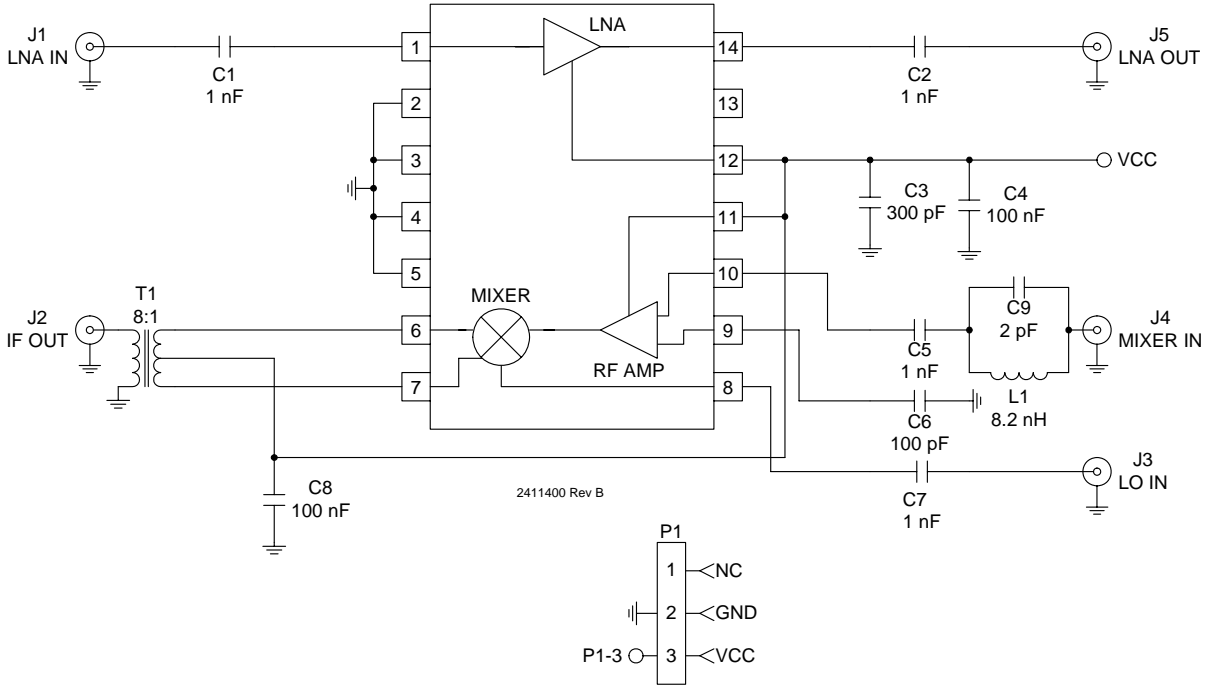 LNA
J1
LNA IN
C1
1 nF
1
14
C2
1 nF
J5
LNA OUT
2
13
3
12
VCC
C3
300 pF
C4
100 nF
4
11
5
10
MIXER
T1
8:1
J2
IF OUT
6
9
C9
2 pF
J4
MIXER IN
C5
1 nF
RF AMP
7
8
L1
8.2 nH
C6
100 pF
J3
LO IN
C7
1 nF
C8
100 nF
2411400 Rev B
P1
1
NC
2
GND
P1-3
3
VCC